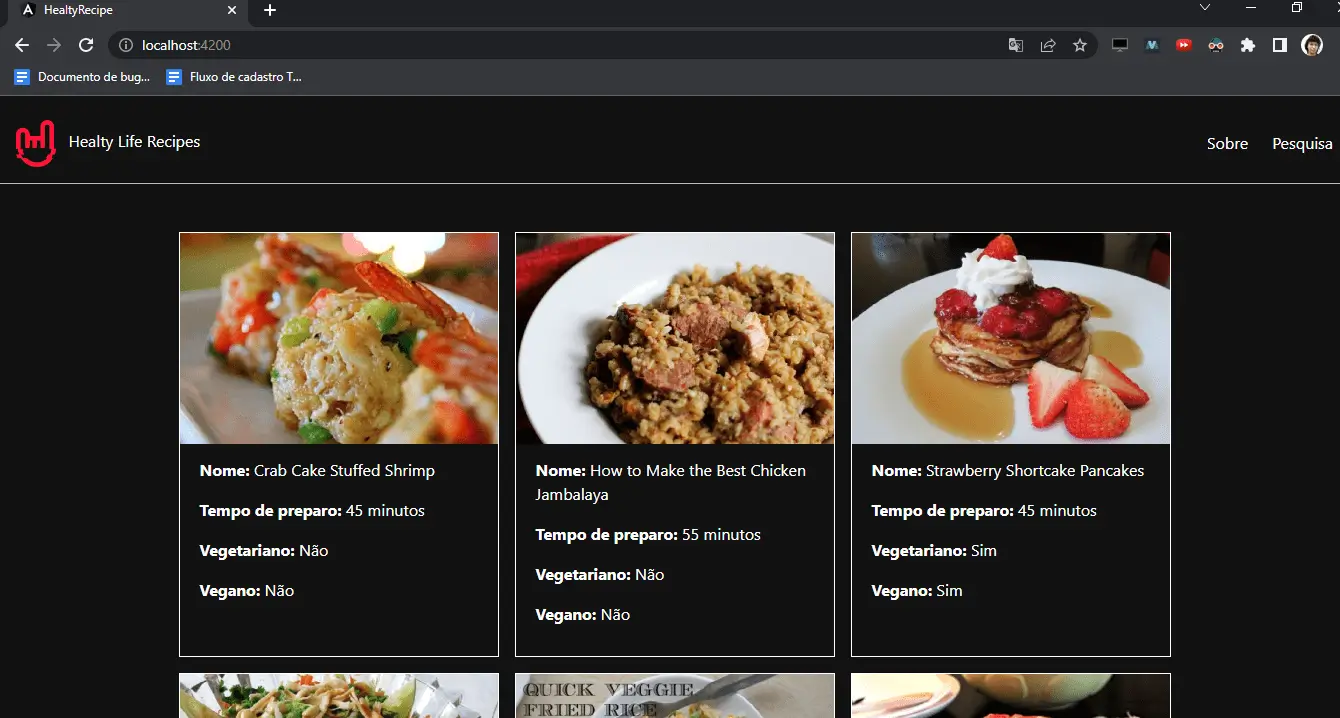 HealtyRecipe
localhost:4200
Documento de bug...
Fluxo de cadastro T...
Healty Life Recipes
Sobre
Pesquisa
Nome: Crab Cake Stuffed Shrimp
Tempo de preparo: 45 minutos
Vegetariano: Não
Vegano: Não
Nome: How to Make the Best Chicken
Jambalaya
Tempo de preparo: 55 minutos
Vegetariano: Não
Vegano: Não
Nome: Strawberry Shortcake Pancakes
Tempo de preparo: 45 minutos
Vegetariano: Sim
Vegano: Sim
QUICK VEGGIE
FRIED RICE